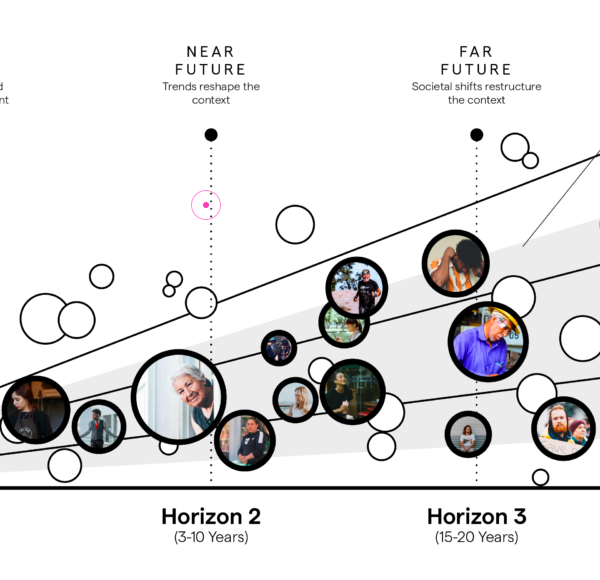 NEAR
FUTURE
Trends reshape the
context
FAR
FUTURE
Societal shifts restructure
the context
Horizon 2
(3-10 Years)
Horizon 3
(15-20 Years)